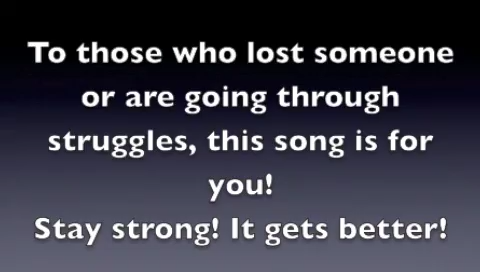 To those who lost someone
or are going through
struggles, this song is for
you!
Stay strong! It gets better!